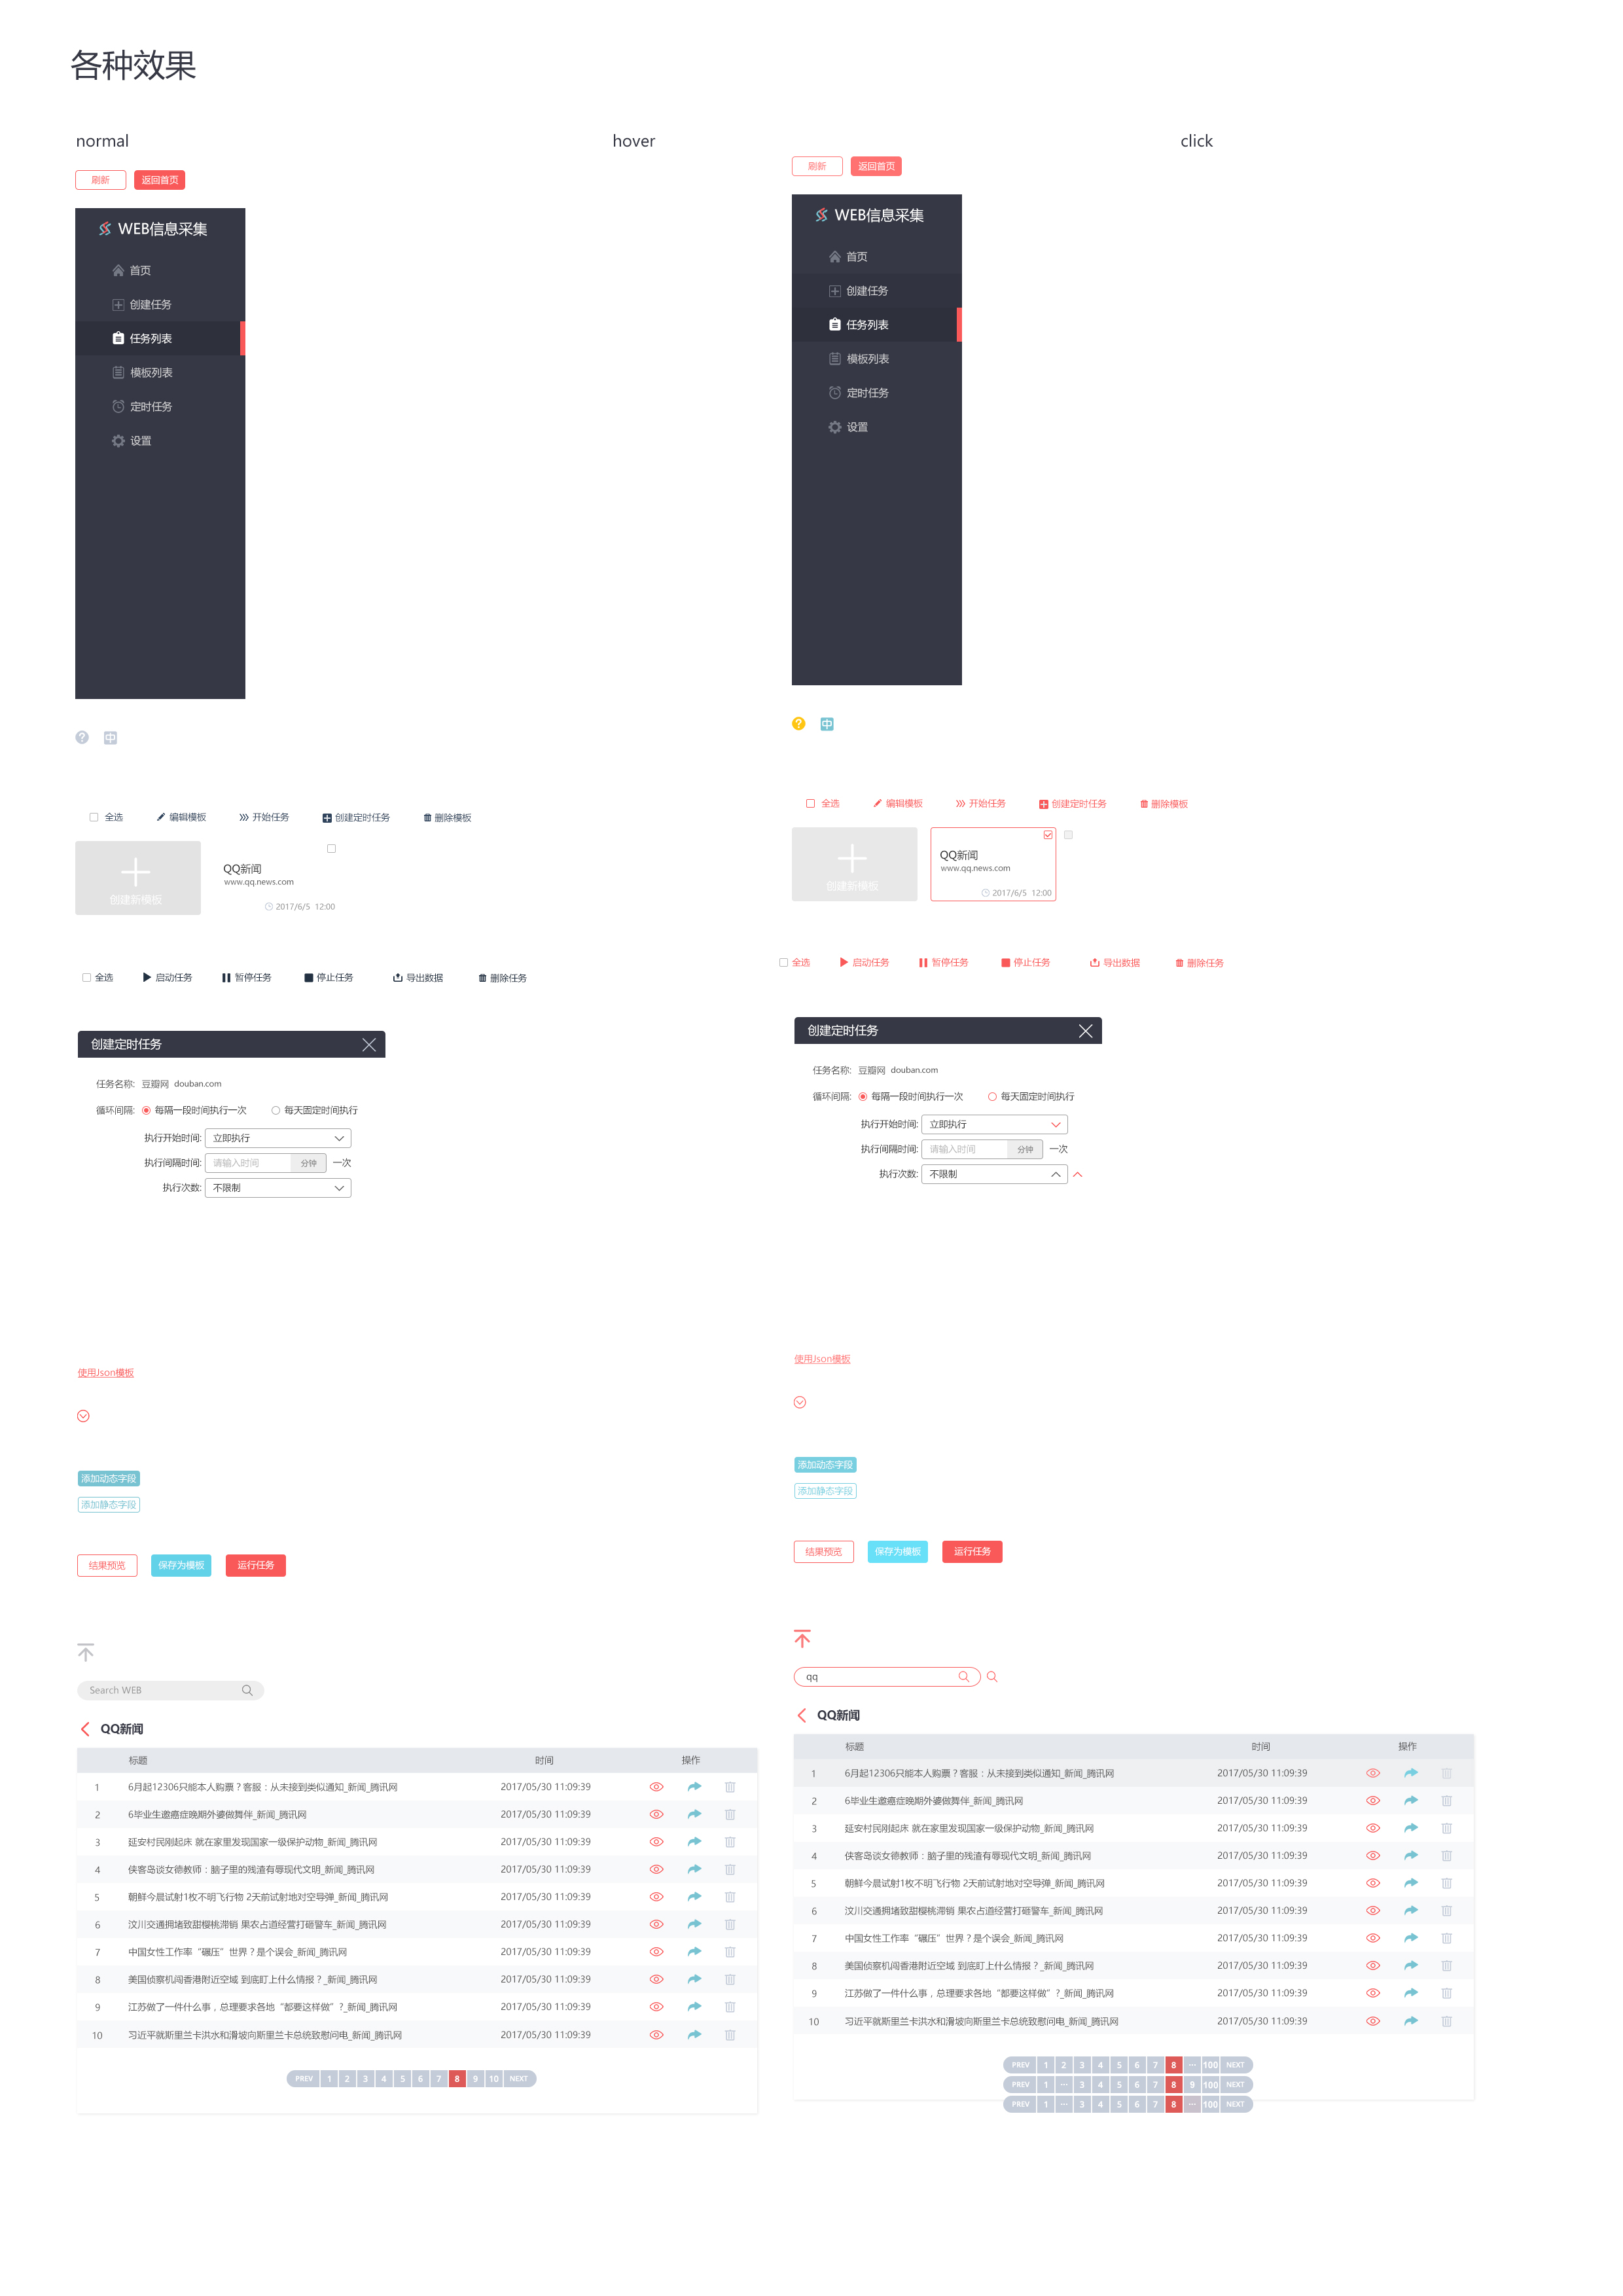 各种效果
normal
hover
click
刷新 返回首页
WEB信息采集
首页
创建任务
任务列表
模板列表
定时任务
设置
中
全选 编辑模板 开始任务 创建定时任务 删除模板
创建新模板
QQ新闻
www.qq.news.com
2017/6/5 12:00
全选 启动任务 暂停任务 停止任务 导出数据 删除任务
创建定时任务
任务名称: 豆瓣网 douban.com
循环间隔: 每隔一段时间执行一次 每天固定时间执行
执行开始时间: 立即执行
执行间隔时间: 请输入时间 分钟 一次
执行次数: 不限制
使用Json模板
添加动态字段
添加静态字段
结果预览 保存为模板 运行任务
Search WEB
QQ新闻
标题 时间 操作
1 6月起12306只能本人购票？客服：从未接到类似通知_新闻_腾讯网 2017/05/30 11:09:39
2 6毕业生邀癌症晚期外婆做舞伴_新闻_腾讯网 2017/05/30 11:09:39
3 延安村民刚起床 就在家里发现国家一级保护动物_新闻_腾讯网 2017/05/30 11:09:39
4 侠客岛谈女德教师：脑子里的残渣有辱现代文明_新闻_腾讯网 2017/05/30 11:09:39
5 朝鲜今晨试射1枚不明飞行物 2天前试射地对空导弹_新闻_腾讯网 2017/05/30 11:09:39
6 汶川交通拥堵致甜樱桃滞销 果农占道经营打砸警车_新闻_腾讯网 2017/05/30 11:09:39
7 中国女性工作率“碾压”世界？是个误会_新闻_腾讯网 2017/05/30 11:09:39
8 美国侦察机闯香港附近空域 到底盯上什么情报？_新闻_腾讯网 2017/05/30 11:09:39
9 江苏做了一件什么事，总理要求各地“都要这样做”?_新闻_腾讯网 2017/05/30 11:09:39
10 习近平就斯里兰卡洪水和滑坡向斯里兰卡总统致慰问电_新闻_腾讯网 2017/05/30 11:09:39
PREV 1 2 3 4 5 6 7 8 9 10 NEXT
刷新 返回首页
WEB信息采集
首页
创建任务
任务列表
模板列表
定时任务
设置
中
全选 编辑模板 开始任务 创建定时任务 删除模板
创建新模板
QQ新闻
www.qq.news.com
2017/6/5 12:00
全选 启动任务 暂停任务 停止任务 导出数据 删除任务
创建定时任务
任务名称: 豆瓣网 douban.com
循环间隔: 每隔一段时间执行一次 每天固定时间执行
执行开始时间: 立即执行
执行间隔时间: 请输入时间 分钟 一次
执行次数: 不限制
使用Json模板
添加动态字段
添加静态字段
结果预览 保存为模板 运行任务
qq
QQ新闻
标题 时间 操作
1 6月起12306只能本人购票？客服：从未接到类似通知_新闻_腾讯网 2017/05/30 11:09:39
2 6毕业生邀癌症晚期外婆做舞伴_新闻_腾讯网 2017/05/30 11:09:39
3 延安村民刚起床 就在家里发现国家一级保护动物_新闻_腾讯网 2017/05/30 11:09:39
4 侠客岛谈女德教师：脑子里的残渣有辱现代文明_新闻_腾讯网 2017/05/30 11:09:39
5 朝鲜今晨试射1枚不明飞行物 2天前试射地对空导弹_新闻_腾讯网 2017/05/30 11:09:39
6 汶川交通拥堵致甜樱桃滞销 果农占道经营打砸警车_新闻_腾讯网 2017/05/30 11:09:39
7 中国女性工作率“碾压”世界？是个误会_新闻_腾讯网 2017/05/30 11:09:39
8 美国侦察机闯香港附近空域 到底盯上什么情报？_新闻_腾讯网 2017/05/30 11:09:39
9 江苏做了一件什么事，总理要求各地“都要这样做”?_新闻_腾讯网 2017/05/30 11:09:39
10 习近平就斯里兰卡洪水和滑坡向斯里兰卡总统致慰问电_新闻_腾讯网 2017/05/30 11:09:39
PREV 1 2 3 4 5 6 7 8 ··· 100 NEXT
PREV 1 ··· 3 4 5 6 7 8 9 100 NEXT
PREV 1 ··· 3 4 5 6 7 8 ··· 100 NEXT